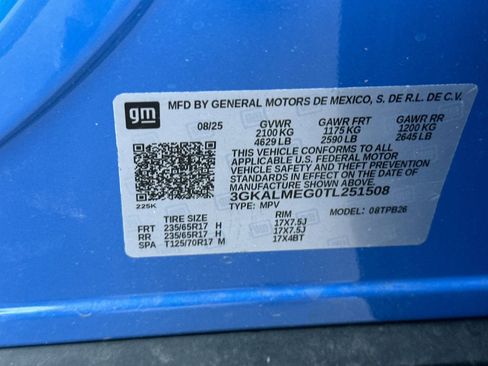 gm
MFD BY GENERAL MOTORS DE MEXICO, S. DE R.L. DE C.V.
08/25 GVWR GAWR FRT GAWR RR
2100 KG 1175 KG 1200 KG
4629 LB 2590 LB 2645 LB
THIS VEHICLE CONFORMS TO ALL
APPLICABLE U.S. FEDERAL MOTOR
VEHICLE SAFETY AND THEFT PREVENTION
STANDARDS IN EFFECT ON THE DATE OF
MANUFACTURE SHOWN ABOVE.
3GKALMEG0TL251508
225K TYPE: MPV MODEL: 08TPB26
TIRE SIZE RIM
FRT 235/65R17 H 17X7.5J
RR 235/65R17 H 17X7.5J
SPA T125/70R17 M 17X4BT